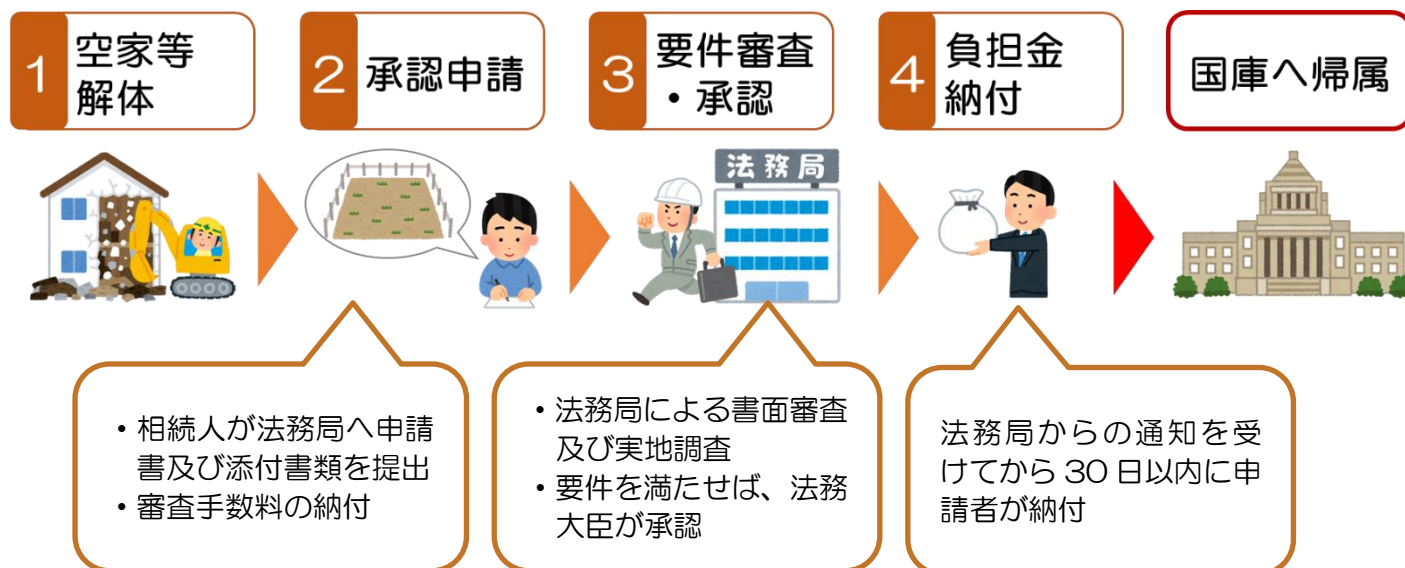 1 空家等
解体
2 承認申請
3 要件審査
・承認
4 負担金
納付
国庫へ帰属
法務局
・相続人が法務局へ申請
書及び添付書類を提出
・審査手数料の納付
・法務局による書面審査
及び実地調査
・要件を満たせば、法務
大臣が承認
法務局からの通知を受
けてから 30 日以内に申
請者が納付